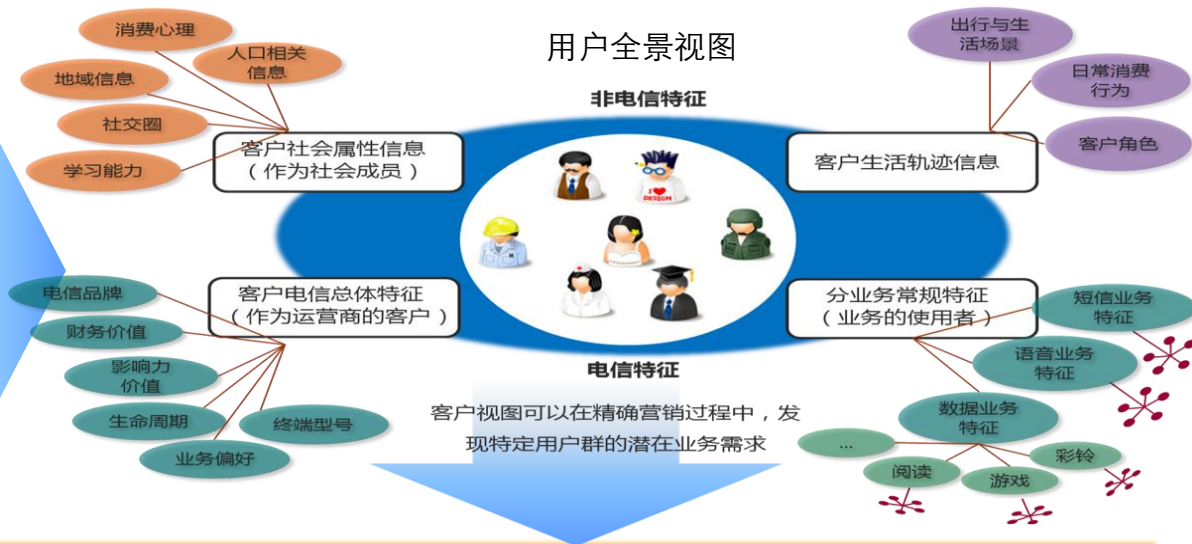 用户全景视图
非电信特征
消费心理
人口相关
信息
地域信息
社交圈
学习能力
客户社会属性信息
（作为社会成员）
出行与生
活场景
日常消费
行为
客户角色
客户生活轨迹信息
I ❤
DESIGN
客户电信总体特征
（作为运营商的客户）
电信品牌
财务价值
影响力
价值
生命周期
业务偏好
终端型号
分业务常规特征
（业务的使用者）
短信业务
特征
语音业务
特征
数据业务
特征
...
阅读
游戏
彩铃
电信特征
客户视图可以在精确营销过程中，发
现特定用户群的潜在业务需求